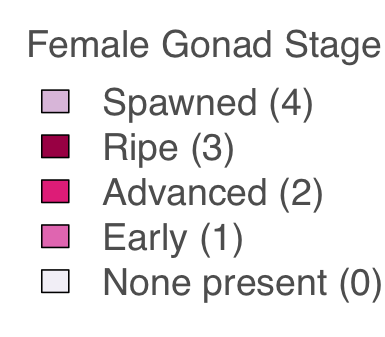 Female Gonad Stage
Spawned (4)
Ripe (3)
Advanced (2)
Early (1)
None present (0)